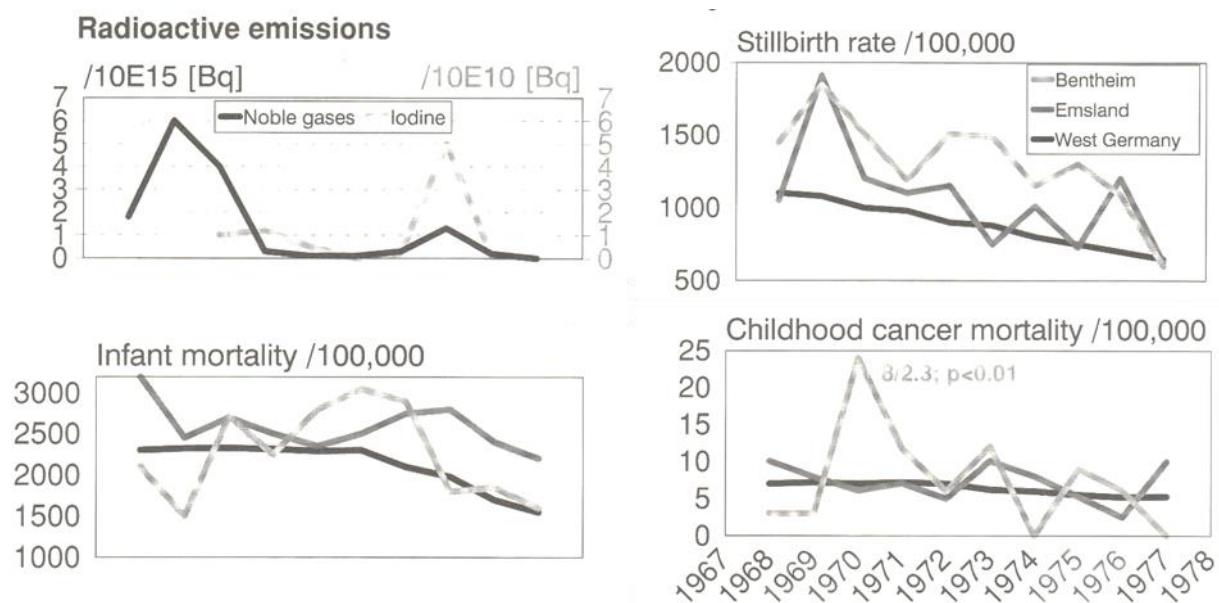 Radioactive emissions
/10E15 [Bq] /10E10 [Bq]
7 7
6 6
5 5
4 4
3 3
2 2
1 1
0 0
Noble gases Iodine
Stillbirth rate /100,000
2000
1500
1000
500
Bentheim
Emsland
West Germany
Infant mortality /100,000
3000
2500
2000
1500
1000
Childhood cancer mortality /100,000
25
20
15
10
5
0
8/2.3; p<0.01
1967 1968 1969 1970 1971 1972 1973 1974 1975 1976 1977 1978